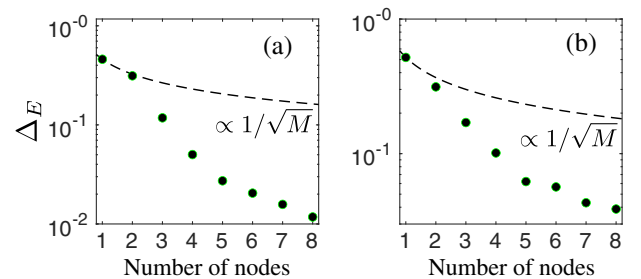 10^{-0}
10^{-1}
10^{-2}
Δ_E
(a)
∝ 1/√M
1 2 3 4 5 6 7 8
Number of nodes
10^{-0}
10^{-1}
(b)
∝ 1/√M
1 2 3 4 5 6 7 8
Number of nodes